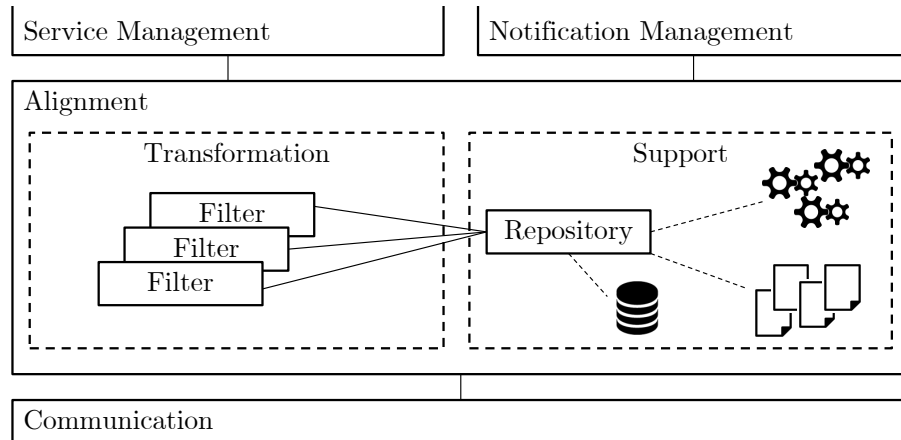 Service Management
Notification Management
Alignment
Transformation
Support
Filter
Filter
Filter
Repository
Communication